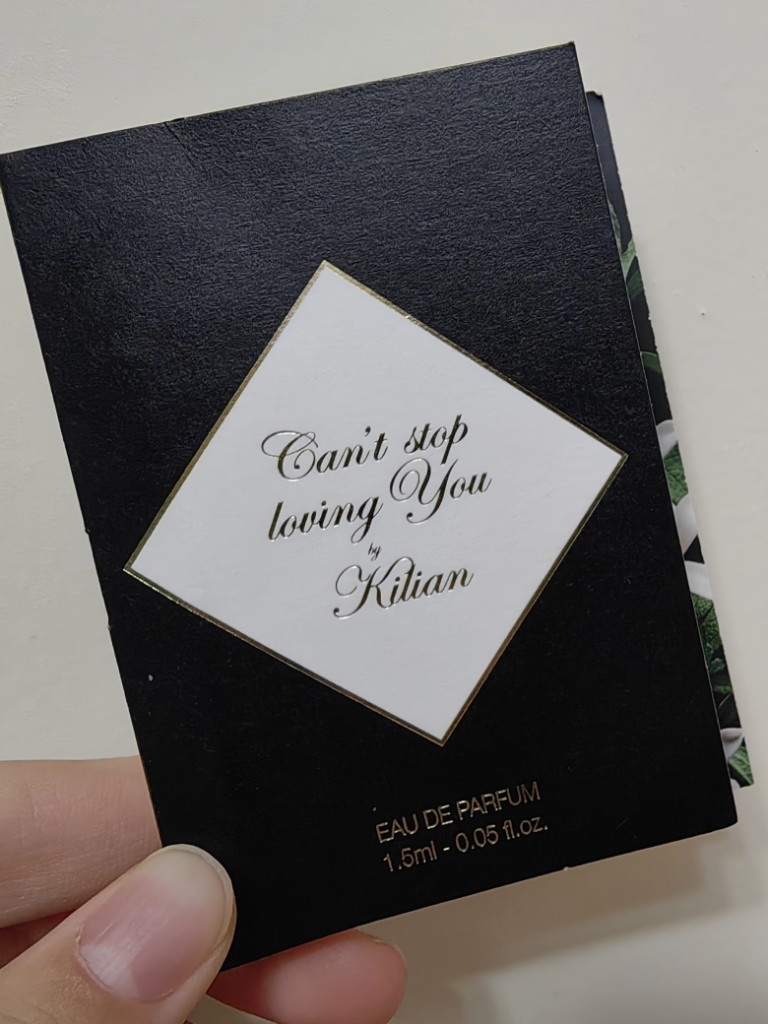 Can't stop
loving You
by
Kilian
EAU DE PARFUM
1.5ml - 0.05 fl.oz.